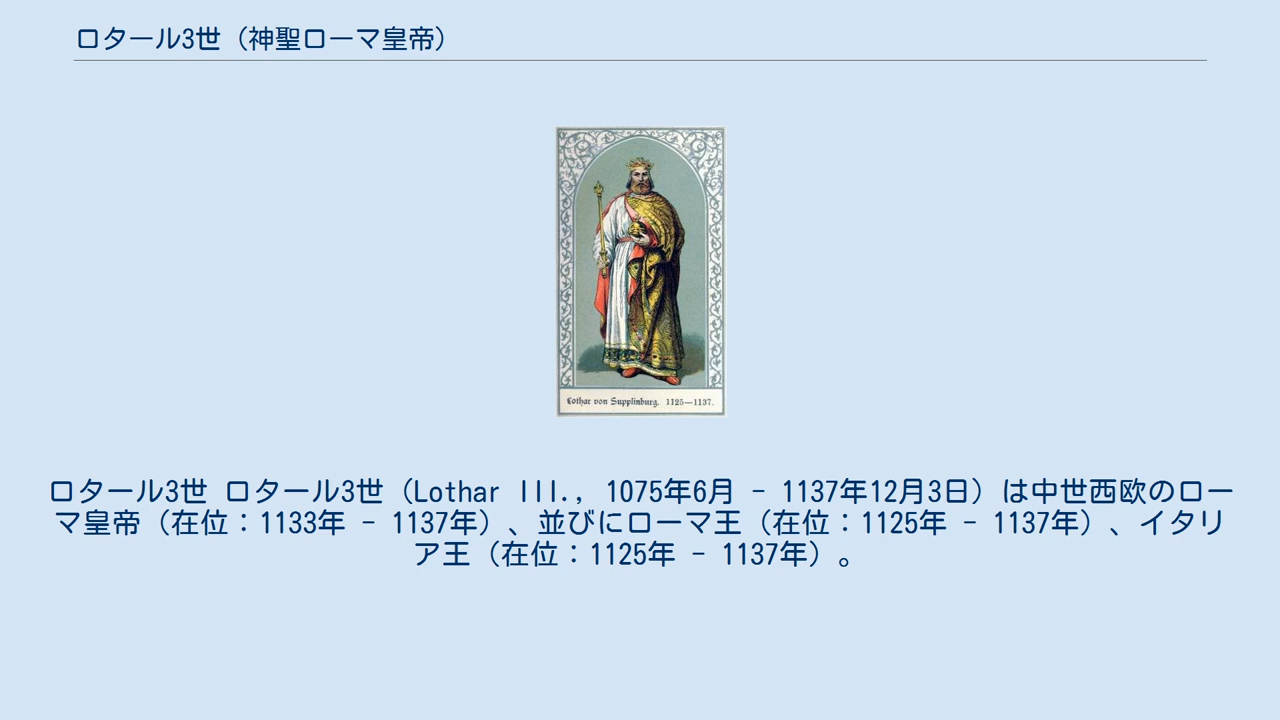 ロタール3世（神聖ローマ皇帝）
Lothar von Supplinburg. 1125—1137.
ロタール3世 ロタール3世（Lothar III., 1075年6月 - 1137年12月3日）は中世西欧のロー
マ皇帝（在位：1133年 - 1137年）、並びにローマ王（在位：1125年 - 1137年）、イタリ
ア王（在位：1125年 - 1137年）。